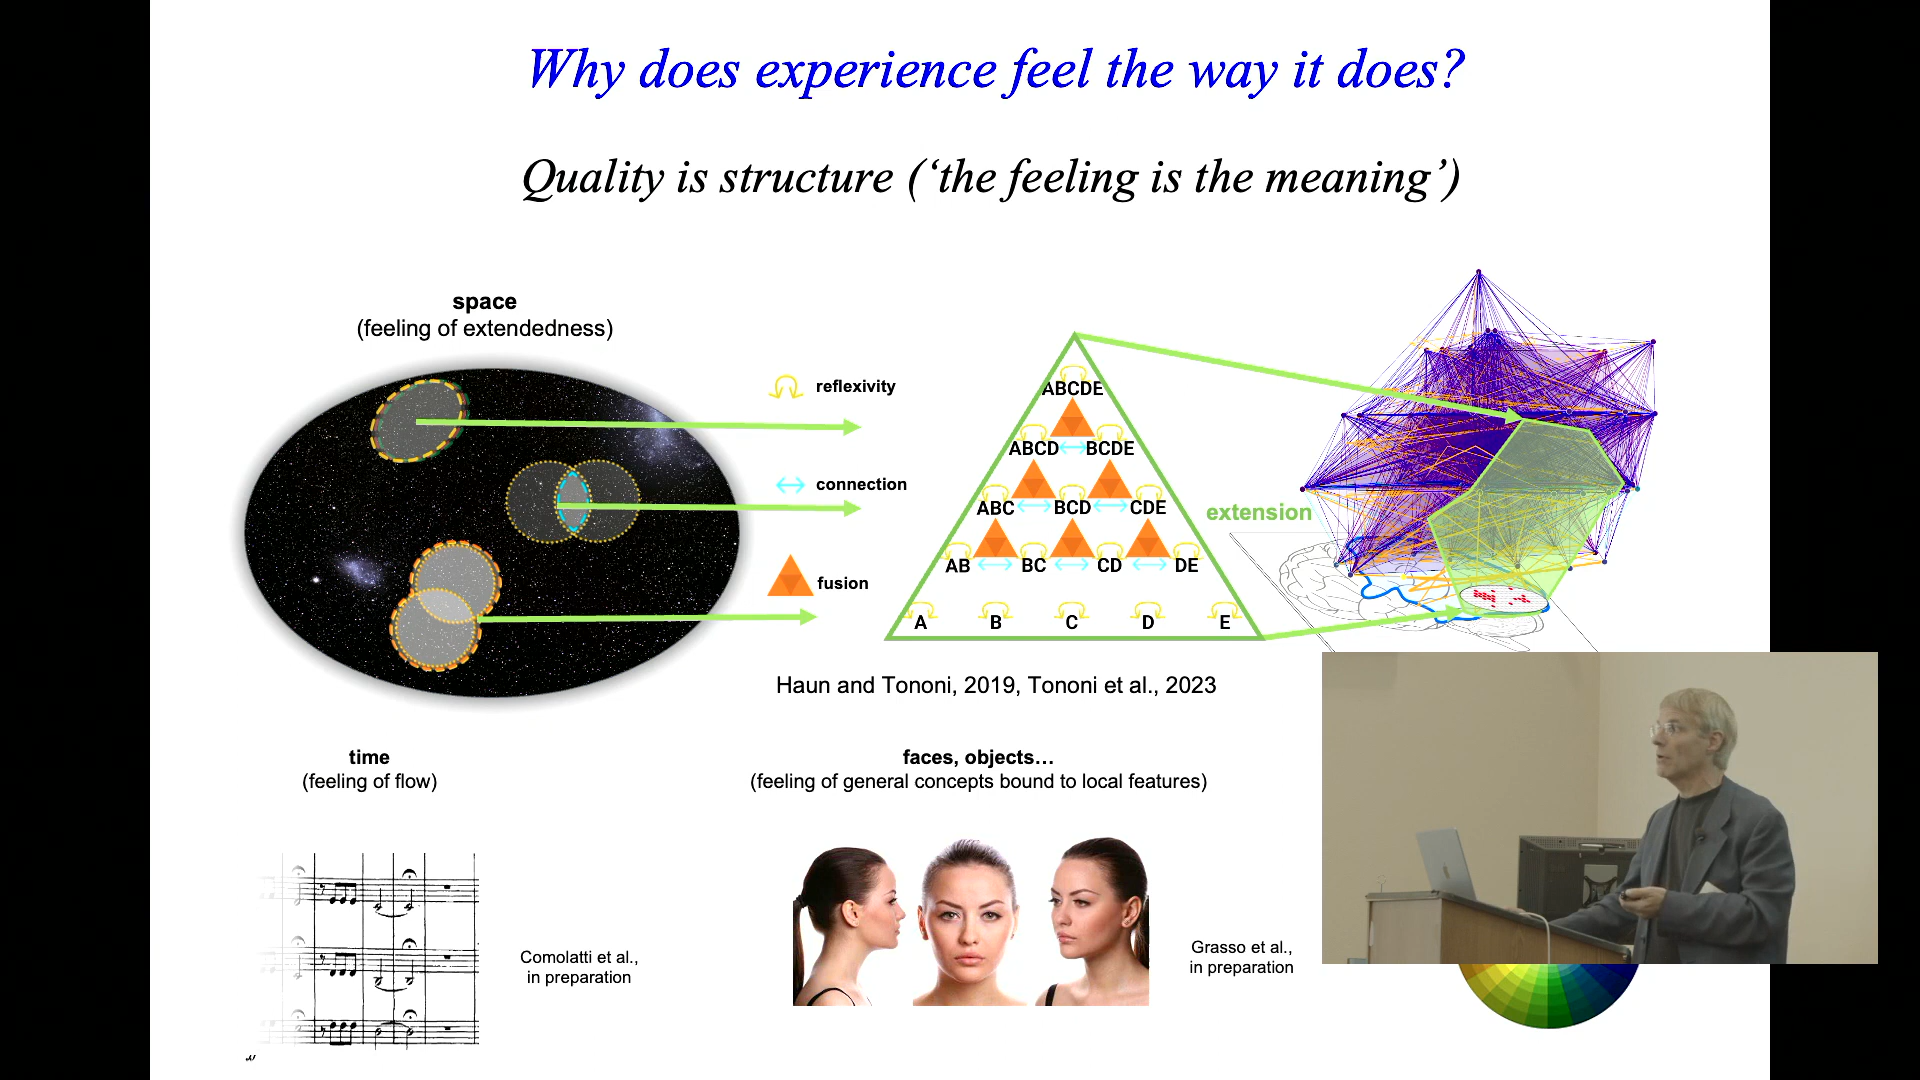 Why does experience feel the way it does?
Quality is structure (‘the feeling is the meaning’)
space
(feeling of extendedness)
reflexivity
connection
fusion
ABCDE
ABCD BCDE
ABC BCD CDE
AB BC CD DE
A B C D E
extension
Haun and Tononi, 2019, Tononi et al., 2023
time
(feeling of flow)
faces, objects…
(feeling of general concepts bound to local features)
Comolatti et al.,
in preparation
Grasso et al.,
in preparation